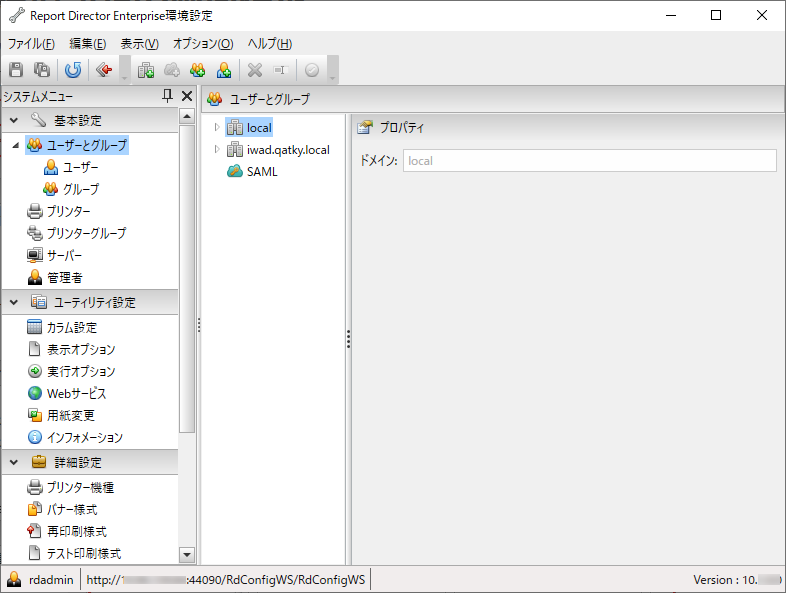 Report Director Enterprise環境設定
ファイル(F) 編集(E) 表示(V) オプション(O) ヘルプ(H)
システムメニュー
基本設定
ユーザーとグループ
ユーザー
グループ
プリンター
プリンターグループ
サーバー
管理者
ユーティリティ設定
カラム設定
表示オプション
実行オプション
Webサービス
用紙変更
インフォメーション
詳細設定
プリンター機種
バナー様式
再印刷様式
テスト印刷様式
ユーザーとグループ
local
iwad.qatky.local
SAML
プロパティ
ドメイン: local
rdadmin http://1 :44090/RdConfigWS/RdConfigWS Version : 10.